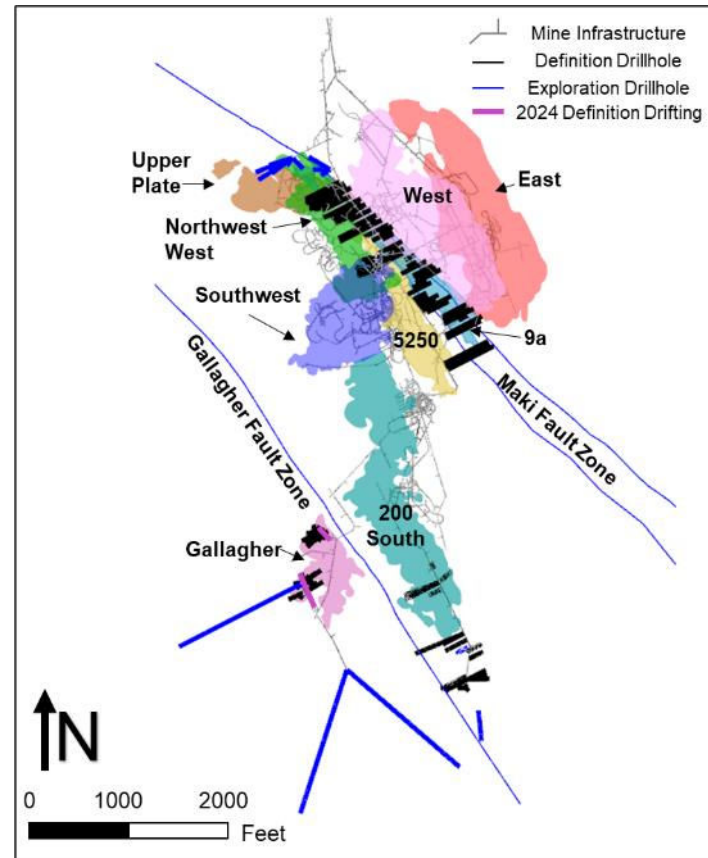 Mine Infrastructure
Definition Drillhole
Exploration Drillhole
2024 Definition Drifting
Upper
Plate
West
East
Northwest
West
Southwest
5250
9a
Gallagher Fault Zone
Maki Fault Zone
200
South
Gallagher
N
0 1000 2000
Feet